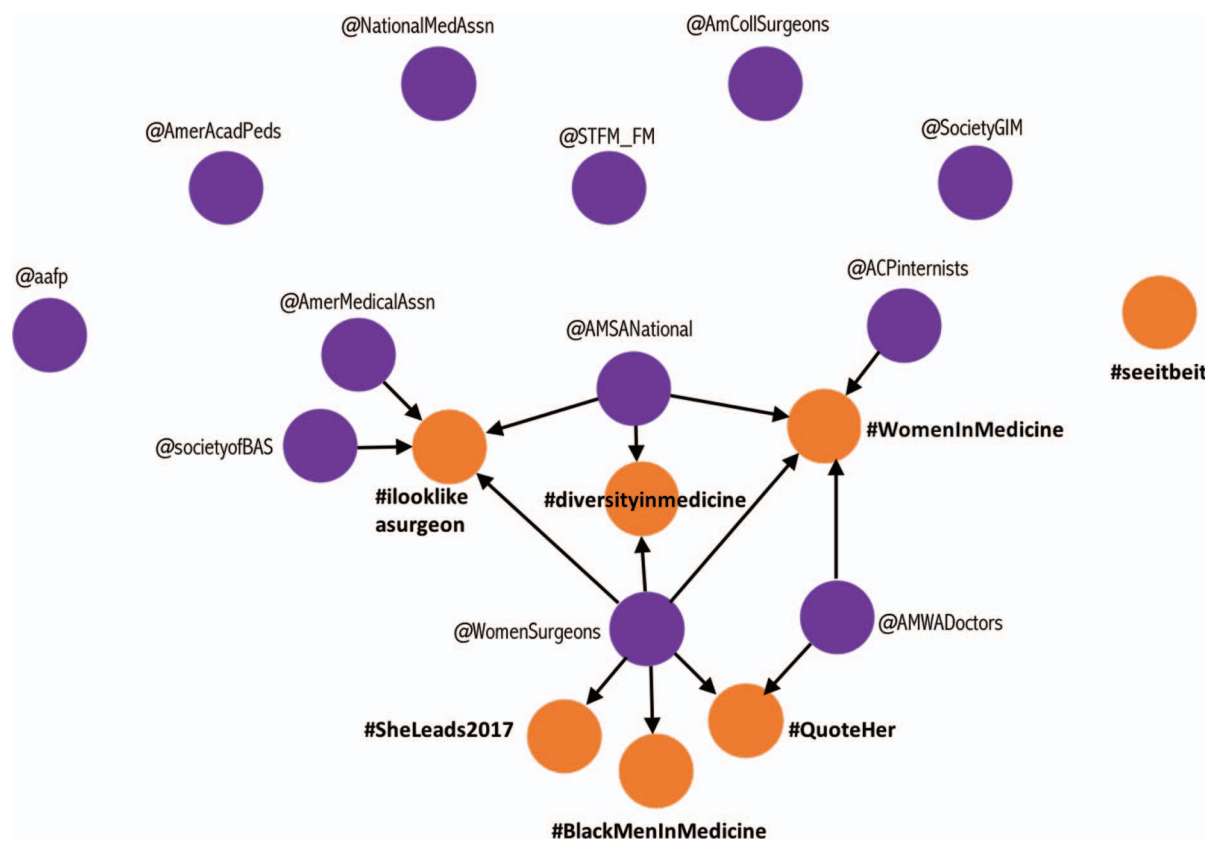 @NationalMedAssn
@AmCollSurgeons
@AmerAcadPeds
@STFM_FM
@SocietyGIM
@aafp
@AmerMedicalAssn
@AMSANational
@ACPinternists
#seeitbeit
@societyofBAS
#WomenInMedicine
#ilooklike
asurgeon
#diversityinmedicine
@WomenSurgeons
@AMWADoctors
#SheLeads2017
#QuoteHer
#BlackMenInMedicine